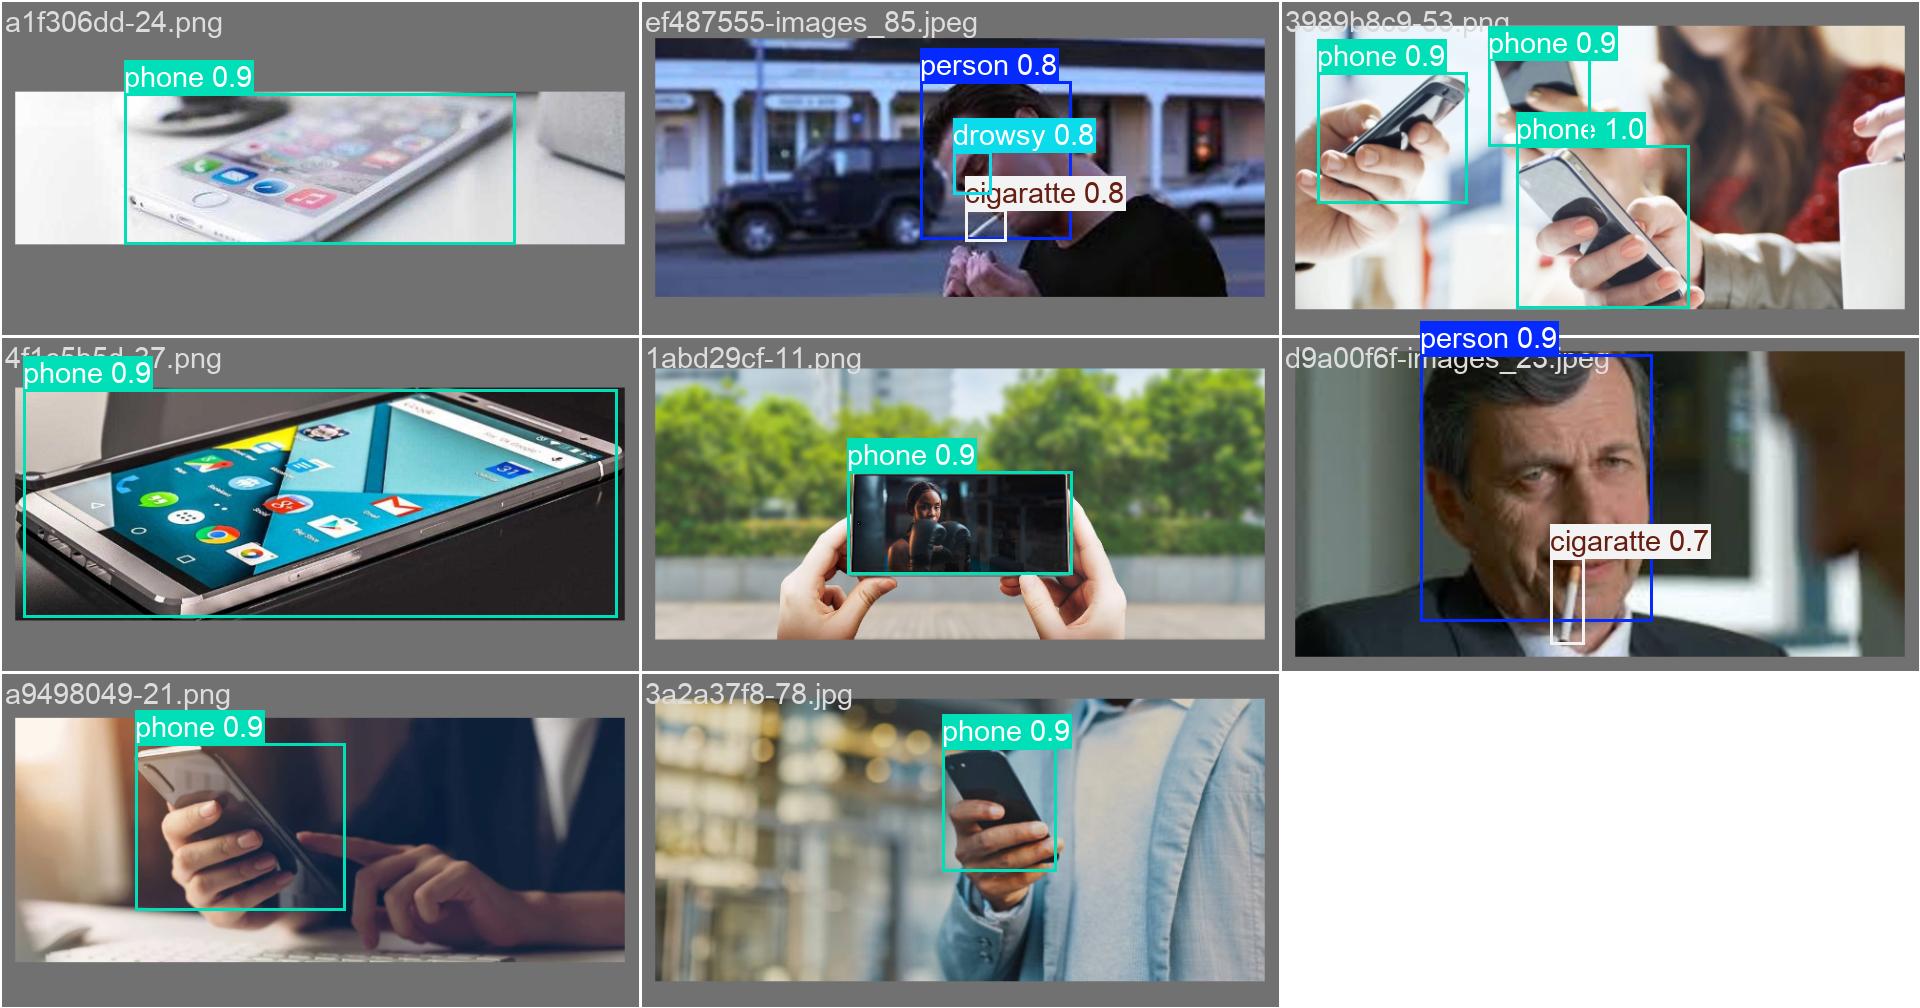 a1f306dd-24.png
phone 0.9
ef487555-images_85.jpeg
person 0.8
drowsy 0.8
cigaratte 0.8
3989b8c9-53.png
phone 0.9
phone 0.9
phone 1.0
phone 0.9
1abd29cf-11.png
phone 0.9
person 0.9
d9a00f6f-images_23.jpeg
cigaratte 0.7
a9498049-21.png
phone 0.9
3a2a37f8-78.jpg
phone 0.9
Google
31